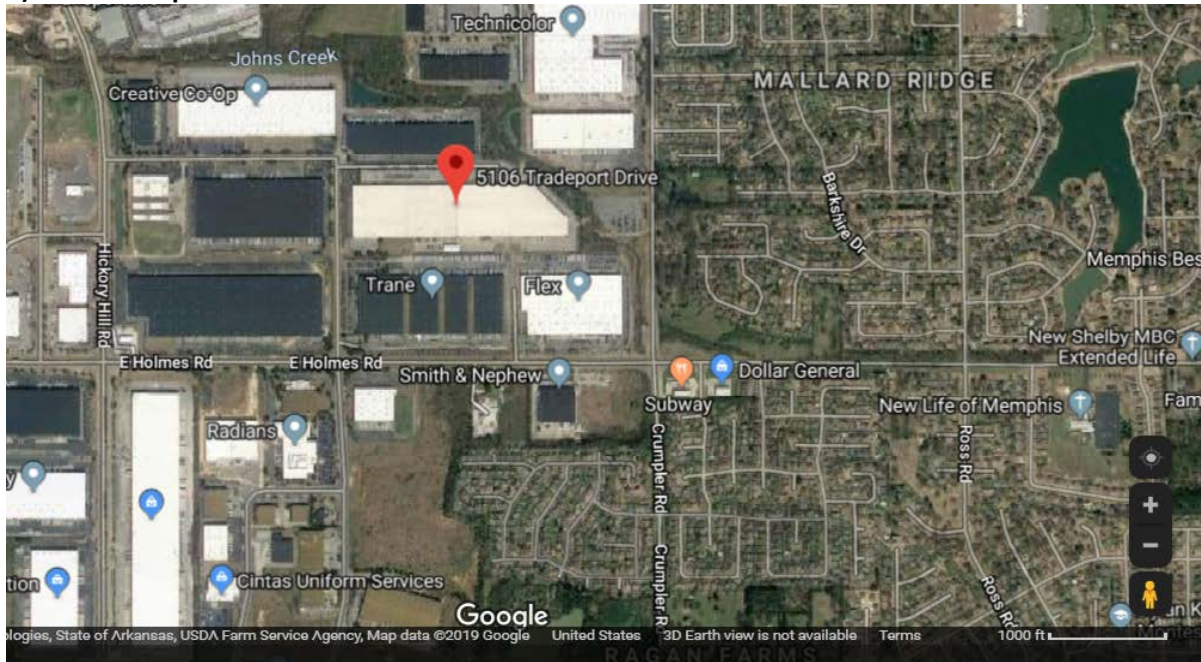 Technicolor
Johns Creek
MALLARD RIDGE
Creative Co-Op
5106 Tradeport Drive
Barkshire Dr
Hickory Hill Rd
Memphis Bes
Trane
Flex
New Shelby MBC
Extended Life
E Holmes Rd
E Holmes Rd
Smith & Nephew
Dollar General
Subway
New Life of Memphis
Fam
Radians
Crumpler Rd
Ross Rd
y
Cintas Uniform Services
tion
Crumpler R
Ross Rd
Google
ologies, State of Arkansas, USDA Farm Service Agency, Map data ©2019 Google United States 3D Earth view is not available Terms 1000 ft
RAGAN FARMS